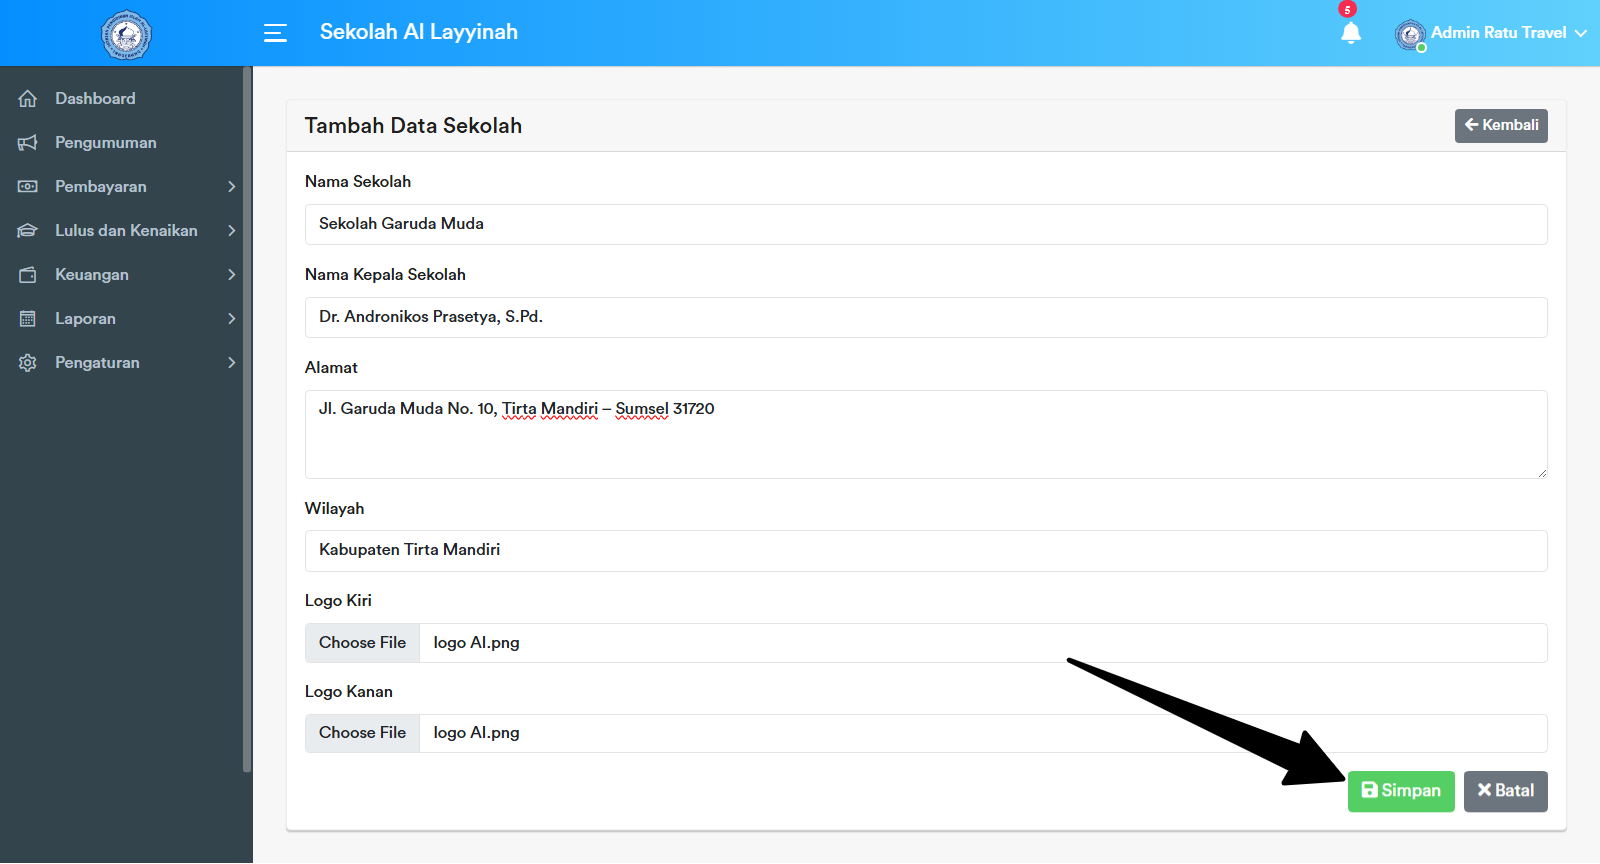 Sekolah Al Layyinah
5
Admin Ratu Travel
Dashboard
Pengumuman
Pembayaran
Lulus dan Kenaikan
Keuangan
Laporan
Pengaturan
Tambah Data Sekolah
Kembali
Nama Sekolah
Sekolah Garuda Muda
Nama Kepala Sekolah
Dr. Andronikos Prasetya, S.Pd.
Alamat
Jl. Garuda Muda No. 10, Tirta Mandiri – Sumsel 31720
Wilayah
Kabupaten Tirta Mandiri
Logo Kiri
Choose File logo Al.png
Logo Kanan
Choose File logo Al.png
Simpan Batal